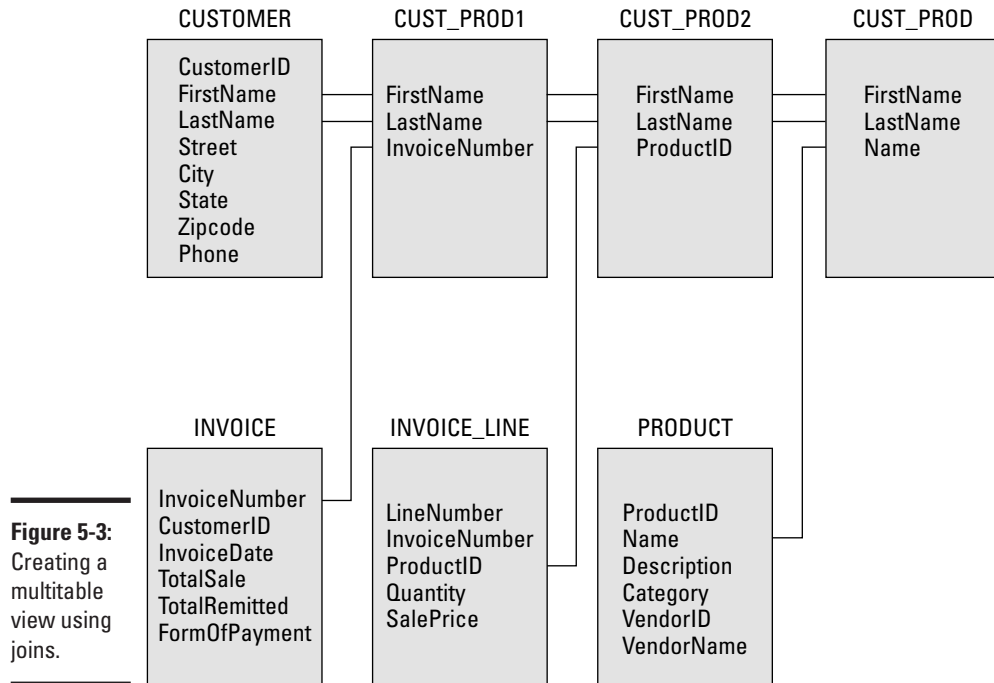 CUSTOMER
CustomerID
FirstName
LastName
Street
City
State
Zipcode
Phone
CUST_PROD1
FirstName
LastName
InvoiceNumber
CUST_PROD2
FirstName
LastName
ProductID
CUST_PROD
FirstName
LastName
Name
INVOICE
InvoiceNumber
CustomerID
InvoiceDate
TotalSale
TotalRemitted
FormOfPayment
INVOICE_LINE
LineNumber
InvoiceNumber
ProductID
Quantity
SalePrice
PRODUCT
ProductID
Name
Description
Category
VendorID
VendorName
Figure 5-3:
Creating a
multitable
view using
joins.